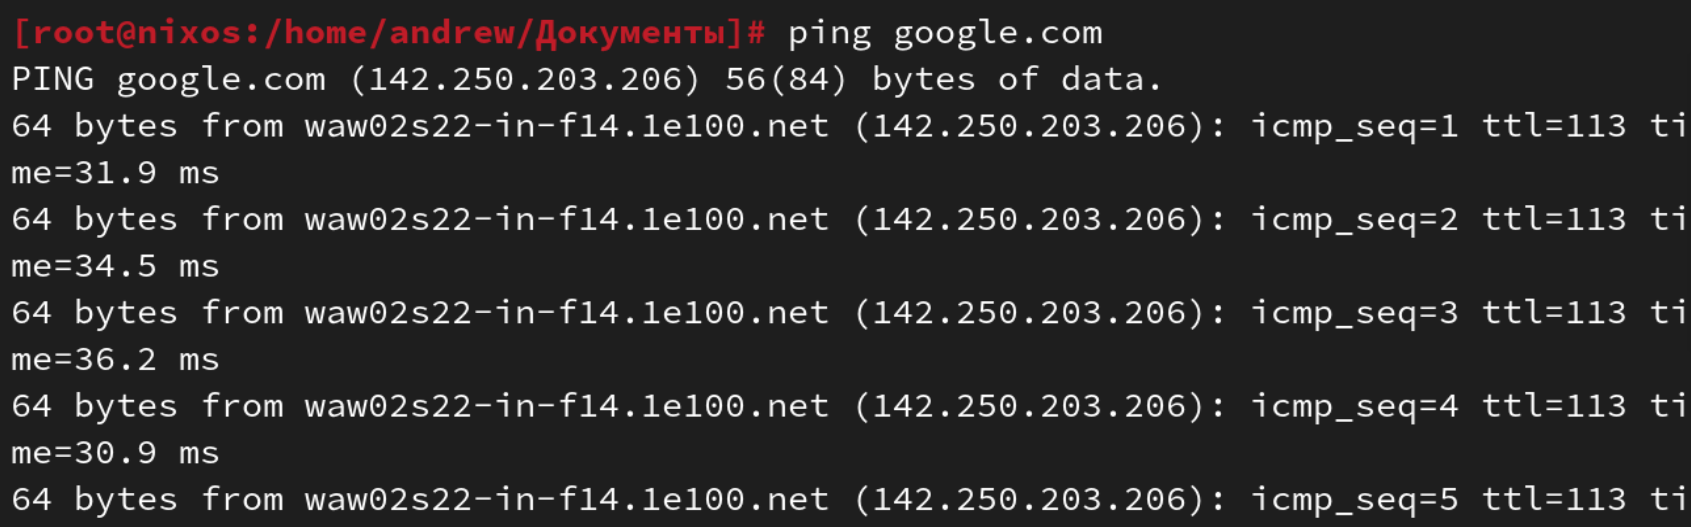 [root@nixos:/home/andrew/Документы]# ping google.com
PING google.com (142.250.203.206) 56(84) bytes of data.
64 bytes from waw02s22-in-f14.1e100.net (142.250.203.206): icmp_seq=1 ttl=113 ti
me=31.9 ms
64 bytes from waw02s22-in-f14.1e100.net (142.250.203.206): icmp_seq=2 ttl=113 ti
me=34.5 ms
64 bytes from waw02s22-in-f14.1e100.net (142.250.203.206): icmp_seq=3 ttl=113 ti
me=36.2 ms
64 bytes from waw02s22-in-f14.1e100.net (142.250.203.206): icmp_seq=4 ttl=113 ti
me=30.9 ms
64 bytes from waw02s22-in-f14.1e100.net (142.250.203.206): icmp_seq=5 ttl=113 ti